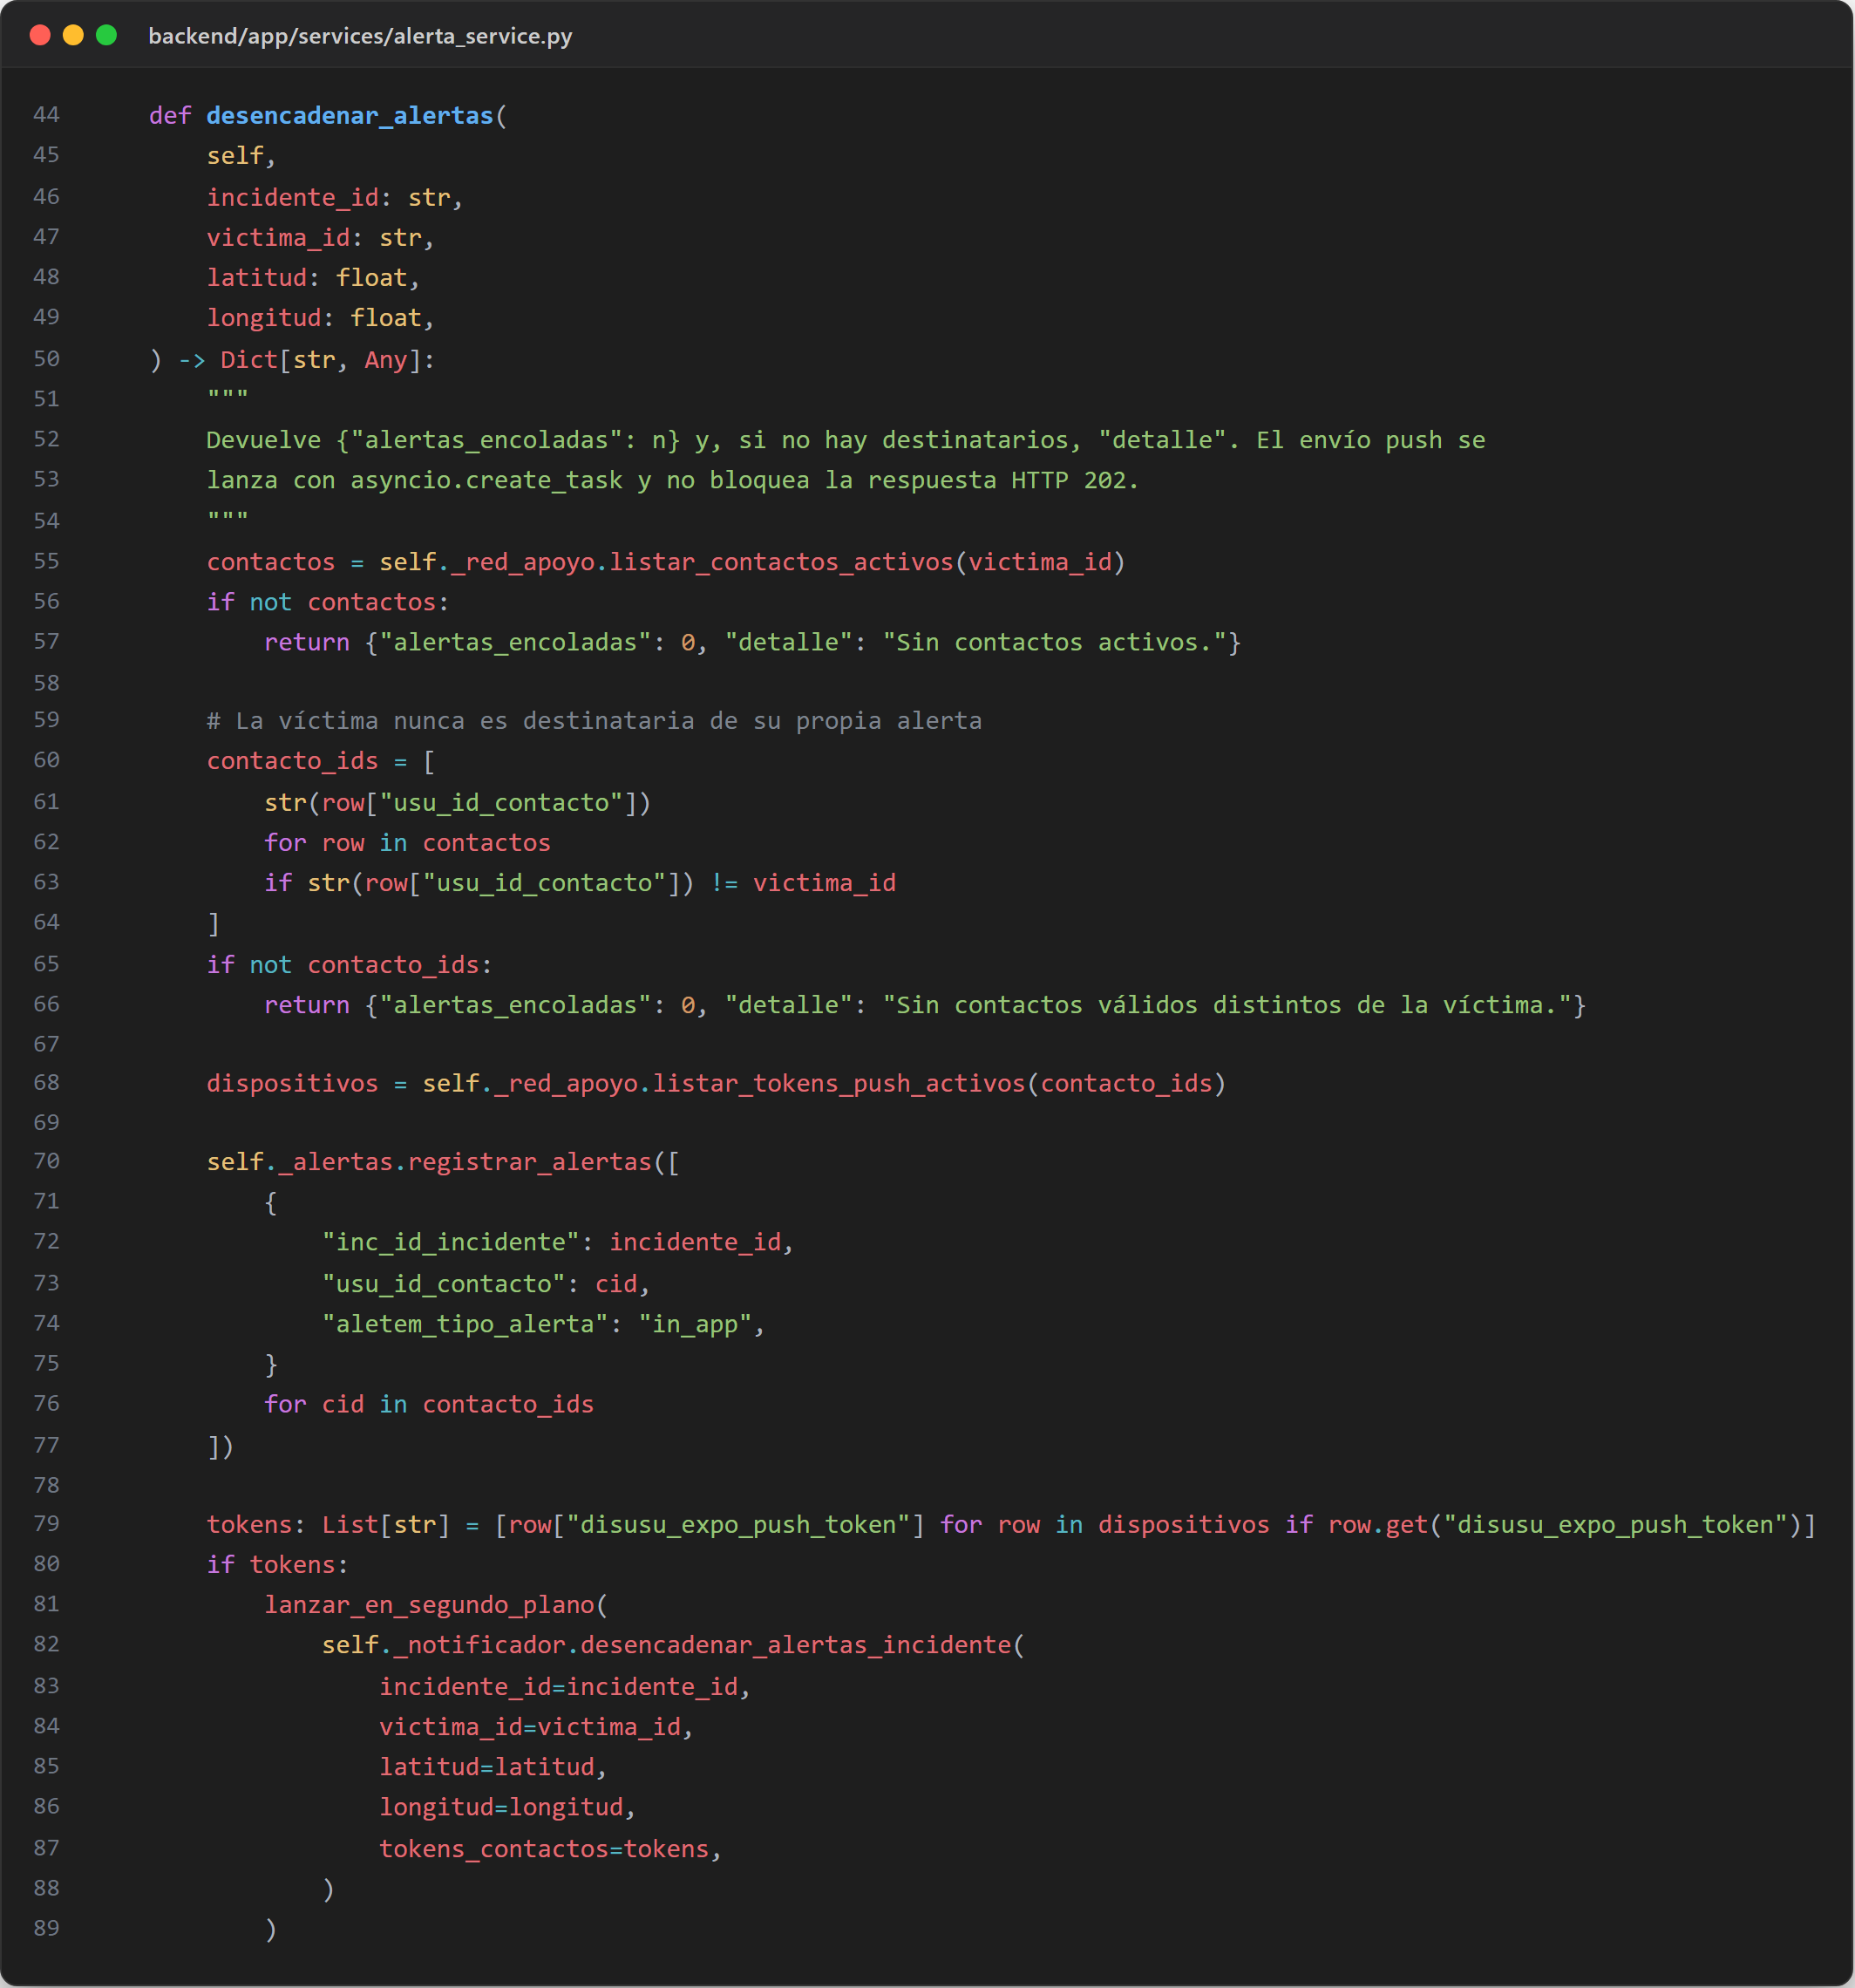 backend/app/services/alerta_service.py
44 def desencadenar_alertas(
45 self,
46 incidente_id: str,
47 victima_id: str,
48 latitud: float,
49 longitud: float,
50 ) -> Dict[str, Any]:
51 """
52 Devuelve {"alertas_encoladas": n} y, si no hay destinatarios, "detalle". El envío push se
53 lanza con asyncio.create_task y no bloquea la respuesta HTTP 202.
54 """
55 contactos = self._red_apoyo.listar_contactos_activos(victima_id)
56 if not contactos:
57 return {"alertas_encoladas": 0, "detalle": "Sin contactos activos."}
58
59 # La víctima nunca es destinataria de su propia alerta
60 contacto_ids = [
61 str(row["usu_id_contacto"])
62 for row in contactos
63 if str(row["usu_id_contacto"]) != victima_id
64 ]
65 if not contacto_ids:
66 return {"alertas_encoladas": 0, "detalle": "Sin contactos válidos distintos de la víctima."}
67
68 dispositivos = self._red_apoyo.listar_tokens_push_activos(contacto_ids)
69
70 self._alertas.registrar_alertas([
71 {
72 "inc_id_incidente": incidente_id,
73 "usu_id_contacto": cid,
74 "aletem_tipo_alerta": "in_app",
75 }
76 for cid in contacto_ids
77 ])
78
79 tokens: List[str] = [row["disusu_expo_push_token"] for row in dispositivos if row.get("disusu_expo_push_token")]
80 if tokens:
81 lanzar_en_segundo_plano(
82 self._notificador.desencadenar_alertas_incidente(
83 incidente_id=incidente_id,
84 victima_id=victima_id,
85 latitud=latitud,
86 longitud=longitud,
87 tokens_contactos=tokens,
88 )
89 )